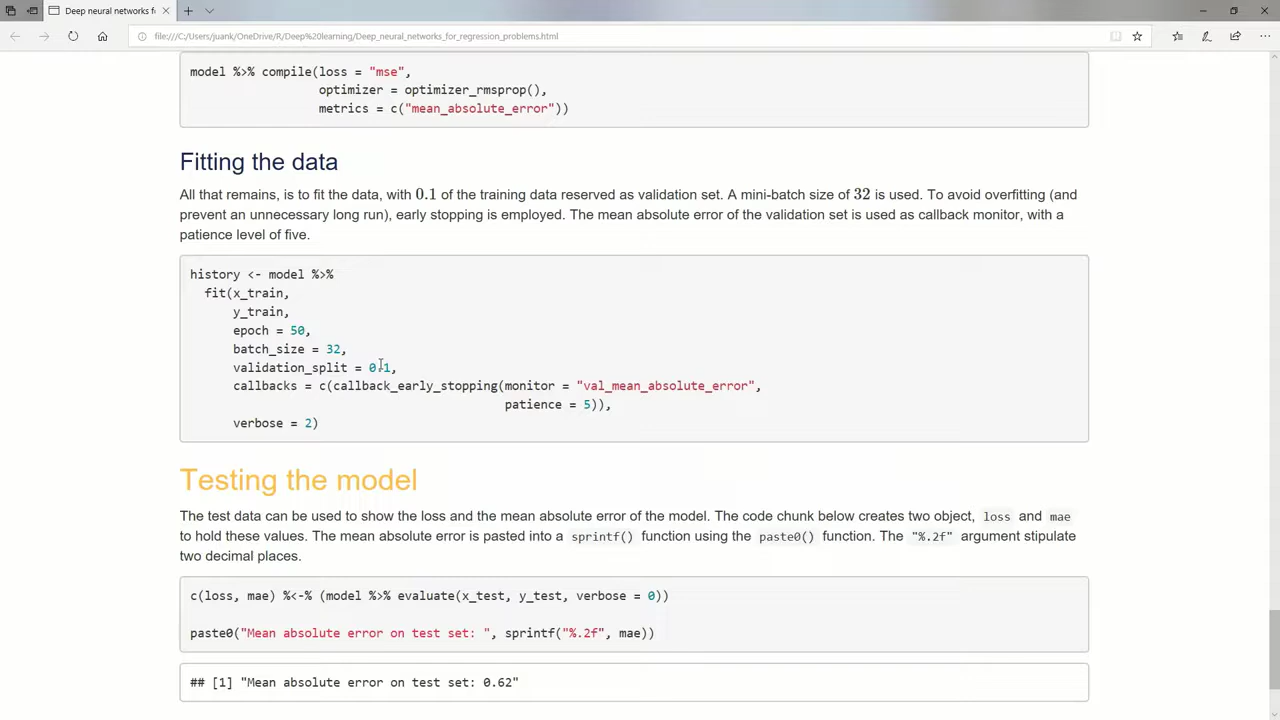 Deep neural networks f
file:///C:/Users/juank/OneDrive/R/Deep%20learning/Deep_neural_networks_for_regression_problems.html
model %>% compile(loss = "mse",
optimizer = optimizer_rmsprop(),
metrics = c("mean_absolute_error"))
Fitting the data
All that remains, is to fit the data, with 0.1 of the training data reserved as validation set. A mini-batch size of 32 is used. To avoid overfitting (and
prevent an unnecessary long run), early stopping is employed. The mean absolute error of the validation set is used as callback monitor, with a
patience level of five.
history <- model %>%
fit(x_train,
y_train,
epoch = 50,
batch_size = 32,
validation_split = 0.1,
callbacks = c(callback_early_stopping(monitor = "val_mean_absolute_error",
patience = 5)),
verbose = 2)
Testing the model
The test data can be used to show the loss and the mean absolute error of the model. The code chunk below creates two object, loss and mae
to hold these values. The mean absolute error is pasted into a sprintf() function using the paste0() function. The "%.2f" argument stipulate
two decimal places.
c(loss, mae) %<-% (model %>% evaluate(x_test, y_test, verbose = 0))
paste0("Mean absolute error on test set: ", sprintf("%.2f", mae))
## [1] "Mean absolute error on test set: 0.62"